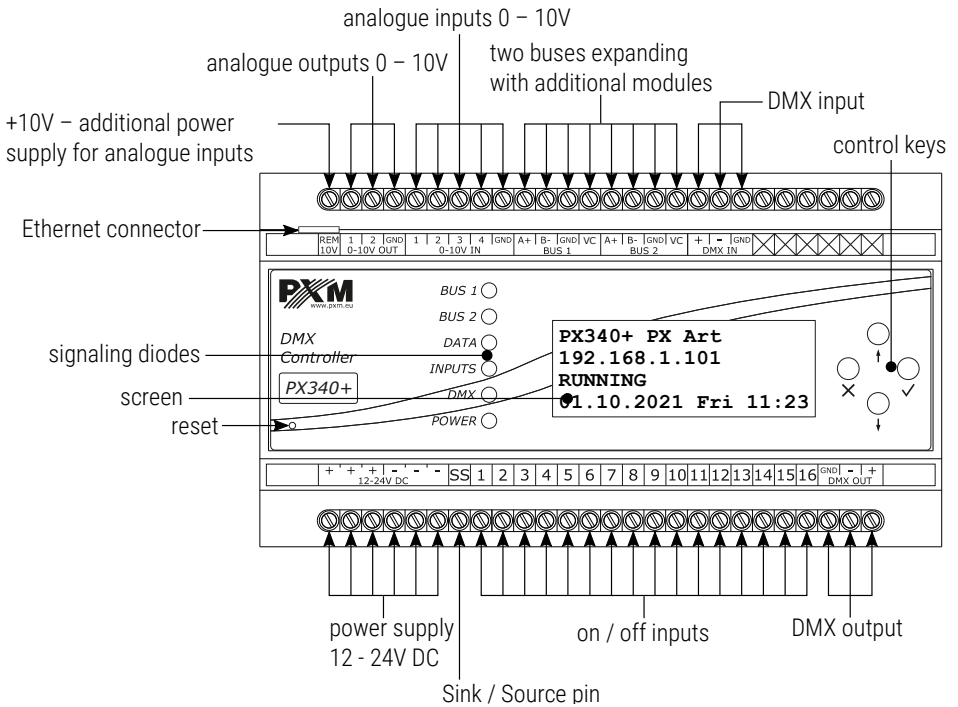 analogue inputs 0 – 10V
analogue outputs 0 – 10V
two buses expanding
with additional modules
DMX input
+10V – additional power
supply for analogue inputs
control keys
Ethernet connector
REM 1 2 GND 1 2 3 4 GND A+ B- GND VC A+ B- GND VC + - GND
10V 0-10V OUT 0-10V IN BUS 1 BUS 2 DMX IN
PXM
www.pxm.eu
BUS 1
BUS 2
DMX
Controller
DATA
signaling diodes
INPUTS
PX340+
DMX
screen
POWER
reset
PX340+ PX Art
192.168.1.101
RUNNING
01.10.2021 Fri 11:23
+ + + - - - SS 1 2 3 4 5 6 7 8 9 10 11 12 13 14 15 16 GND - +
12-24V DC DMX OUT
power supply
12 - 24V DC
on / off inputs
DMX output
Sink / Source pin